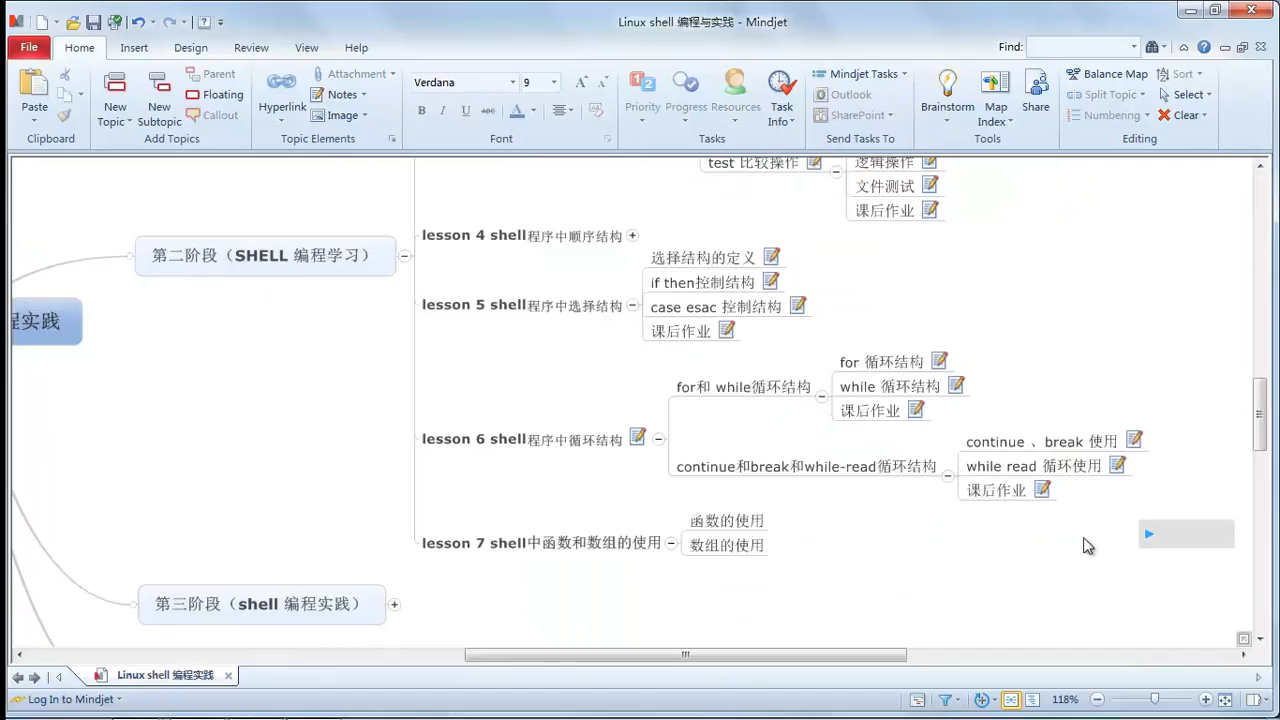 Linux shell 编程与实践 - Mindjet
File
Home
Insert
Design
Review
View
Help
Find:
Paste
Clipboard
New Topic
New Subtopic
Parent
Floating
Callout
Add Topics
Hyperlink
Attachment
Notes
Image
Topic Elements
Verdana
9
B I U abc A
Font
Priority
Progress
Resources
Task Info
Tasks
Mindjet Tasks
Outlook
SharePoint
Send Tasks To
Brainstorm
Map Index
Share
Tools
Balance Map
Split Topic
Numbering
Sort
Select
Clear
Editing
test 比较操作
逻辑操作
文件测试
课后作业
第二阶段（SHELL 编程学习）
程实践
lesson 4 shell程序中顺序结构
lesson 5 shell程序中选择结构
选择结构的定义
if then控制结构
case esac 控制结构
课后作业
lesson 6 shell程序中循环结构
for和 while循环结构
for 循环结构
while 循环结构
课后作业
continue和break和while-read循环结构
continue 、break 使用
while read 循环使用
课后作业
lesson 7 shell中函数和数组的使用
函数的使用
数组的使用
第三阶段（shell 编程实践）
Linux shell 编程实践
Log In to Mindjet
118%